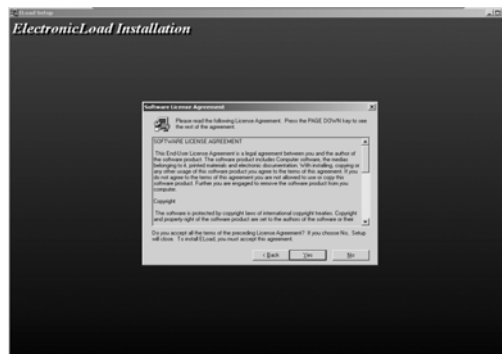 ELoad Setup
ElectronicLoad Installation
Software License Agreement
Please read the following License Agreement. Press the PAGE DOWN key to see
the rest of the agreement.
SOFTWARE LICENSE AGREEMENT
This End-User License Agreement is a legal agreement between you and the author of
the software product. The software product includes Computer software, the medias
belonging to it, printed materials and electronic documentation. With installing, copying or
any other usage of this software product you agree to the terms of this agreement. If you
do not agree to the terms of this agreement you are not allowed to use or copy this
software product. Further you are engaged to remove the software product from you
computer.
Copyright
The software is protected by copyright laws of international copyright treaties. Copyright
and property right of the software product are set to the authors of the software or their
Do you accept all the terms of the preceding License Agreement? If you choose No, Setup
will close. To install ELoad, you must accept this agreement.
< Back Yes No